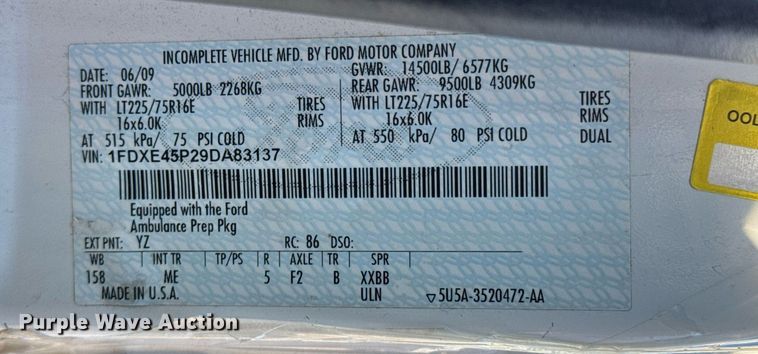 INCOMPLETE VEHICLE MFD. BY FORD MOTOR COMPANY
DATE: 06/09 GVWR: 14500LB/ 6577KG
FRONT GAWR: 5000LB 2268KG REAR GAWR: 9500LB 4309KG
WITH LT225/75R16E TIRES WITH LT225/75R16E TIRES
16x6.0K RIMS 16x6.0K RIMS
AT 515 kPa/ 75 PSI COLD AT 550 kPa/ 80 PSI COLD DUAL
VIN: 1FDXE45P29DA83137
Equipped with the Ford
Ambulance Prep Pkg
EXT PNT: YZ RC: 86 DSO:
WB INT TR TP/PS R AXLE TR SPR
158 ME 5 F2 B XXBB
MADE IN U.S.A. ULN ▽5U5A-3520472-AA
Purple Wave Auction